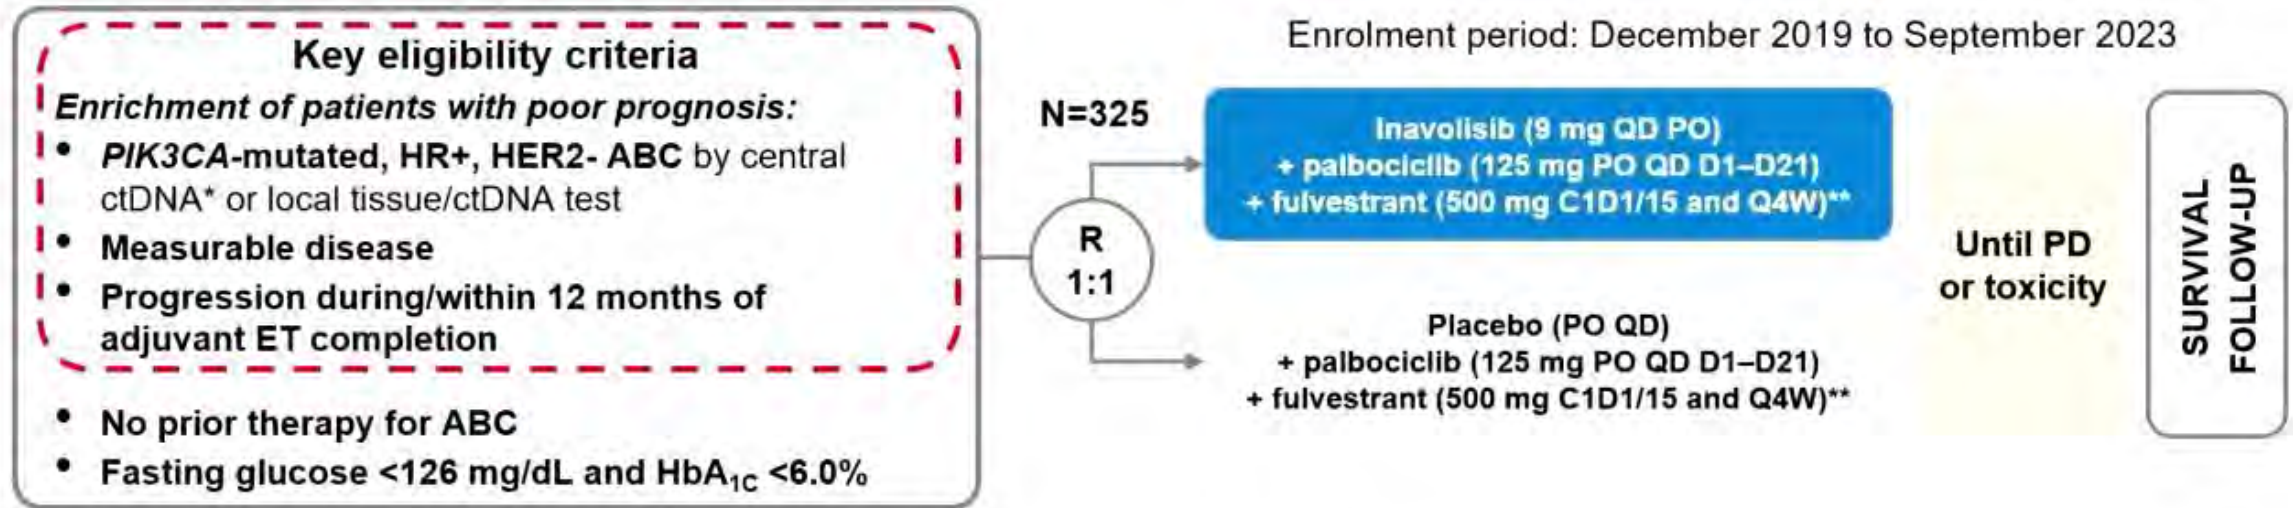 Key eligibility criteria
Enrichment of patients with poor prognosis:
• PIK3CA-mutated, HR+, HER2- ABC by central
ctDNA* or local tissue/ctDNA test
• Measurable disease
• Progression during/within 12 months of
adjuvant ET completion
• No prior therapy for ABC
• Fasting glucose <126 mg/dL and HbA1C <6.0%
Enrolment period: December 2019 to September 2023
N=325
R
1:1
Inavolisib (9 mg QD PO)
+ palbociclib (125 mg PO QD D1–D21)
+ fulvestrant (500 mg C1D1/15 and Q4W)**
Placebo (PO QD)
+ palbociclib (125 mg PO QD D1–D21)
+ fulvestrant (500 mg C1D1/15 and Q4W)**
Until PD
or toxicity
SURVIVAL
FOLLOW-UP